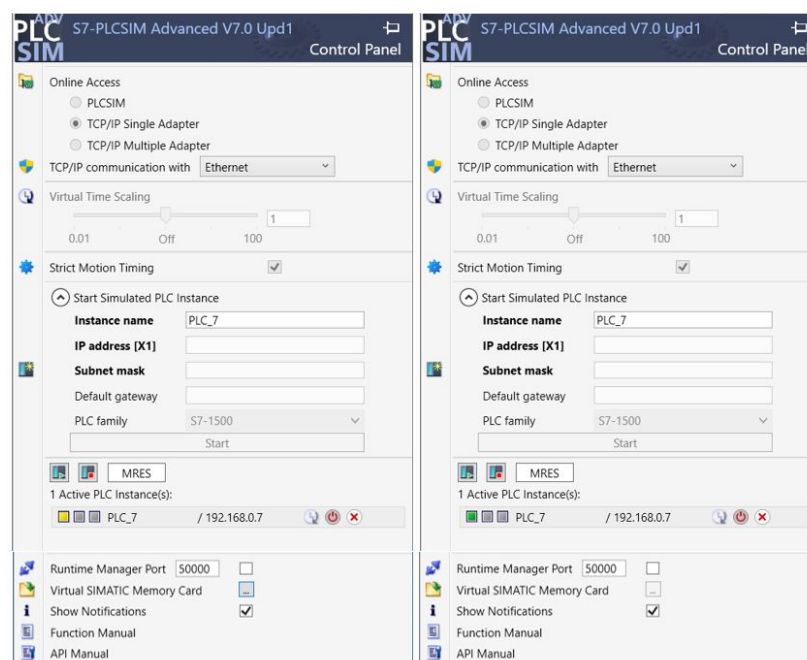 ADV
PLC
SIM
S7-PLCSIM Advanced V7.0 Upd1
Control Panel
Online Access
PLCSIM
TCP/IP Single Adapter
TCP/IP Multiple Adapter
TCP/IP communication with Ethernet
Virtual Time Scaling
1
0.01 Off 100
Strict Motion Timing
Start Simulated PLC Instance
Instance name PLC_7
IP address [X1]
Subnet mask
Default gateway
PLC family S7-1500
Start
MRES
1 Active PLC Instance(s):
PLC_7 / 192.168.0.7
Runtime Manager Port 50000
Virtual SIMATIC Memory Card ...
Show Notifications
Function Manual
API Manual
ADV
PLC
SIM
S7-PLCSIM Advanced V7.0 Upd1
Control Panel
Online Access
PLCSIM
TCP/IP Single Adapter
TCP/IP Multiple Adapter
TCP/IP communication with Ethernet
Virtual Time Scaling
1
0.01 Off 100
Strict Motion Timing
Start Simulated PLC Instance
Instance name PLC_7
IP address [X1]
Subnet mask
Default gateway
PLC family S7-1500
Start
MRES
1 Active PLC Instance(s):
PLC_7 / 192.168.0.7
Runtime Manager Port 50000
Virtual SIMATIC Memory Card ...
Show Notifications
Function Manual
API Manual